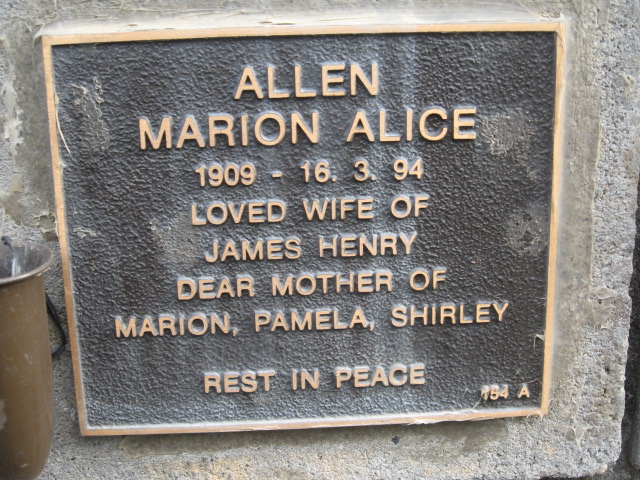 ALLEN
MARION ALICE
1909 - 16. 3. 94
LOVED WIFE OF
JAMES HENRY
DEAR MOTHER OF
MARION, PAMELA, SHIRLEY
REST IN PEACE
A